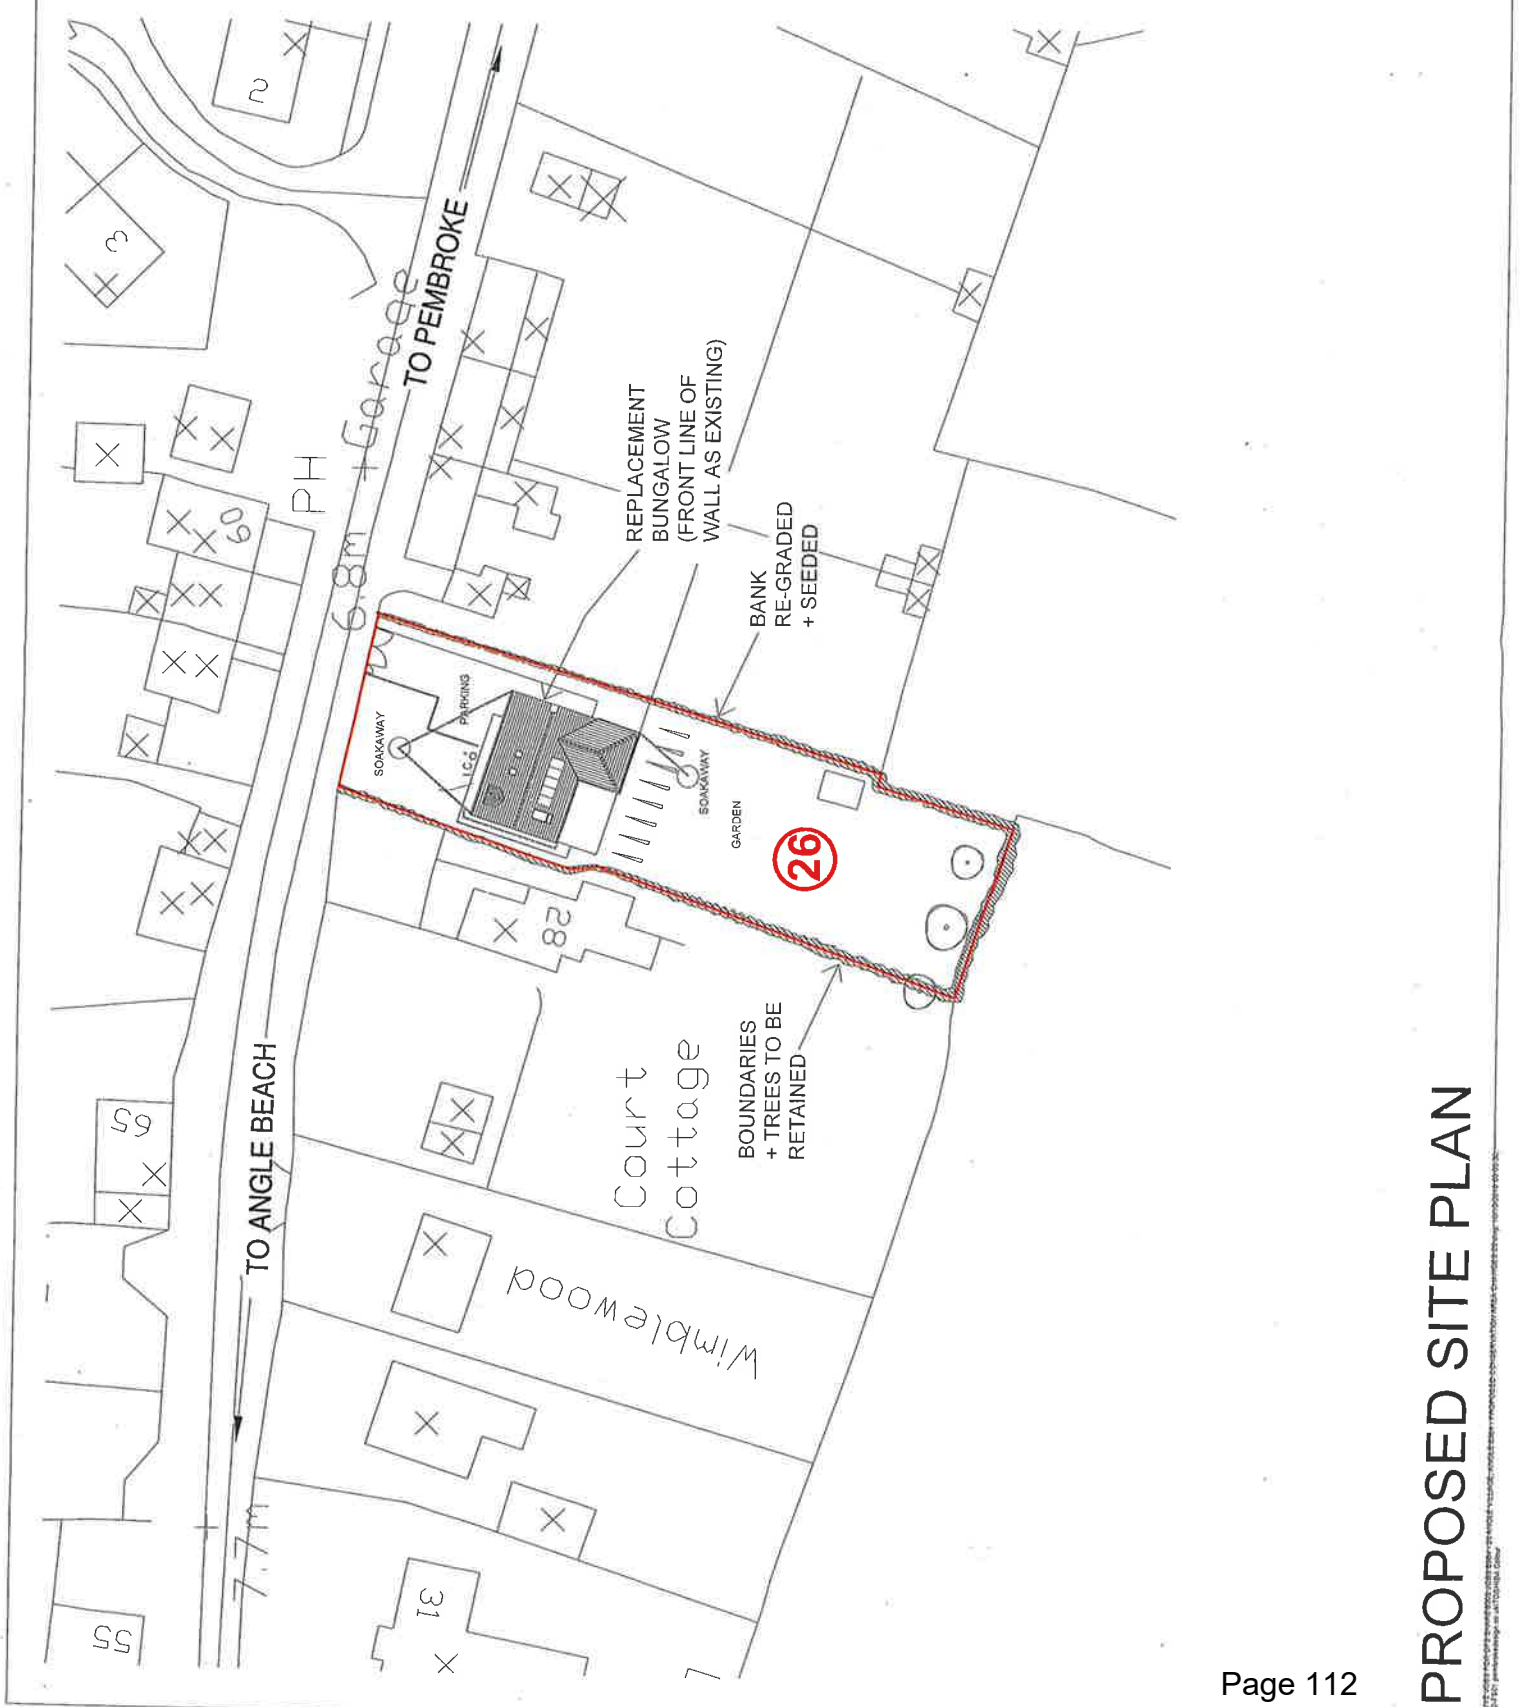 TO PEMBROKE
TO ANGLE BEACH
PH
Garage
6.8m
7.7m
2
3
60
65
55
31
28
REPLACEMENT
BUNGALOW
(FRONT LINE OF
WALL AS EXISTING)
BANK
RE-GRADED
+ SEEDED
SOAKAWAY
PARKING
I.C.
SOAKAWAY
GARDEN
26
BOUNDARIES
+ TREES TO BE
RETAINED
Court
Cottage
Wimblewood
PROPOSED SITE PLAN
Page 112